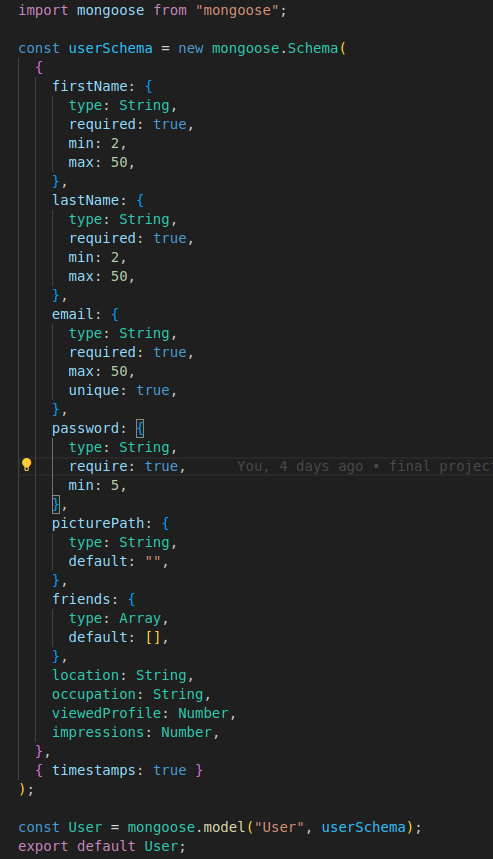 import mongoose from "mongoose";
const userSchema = new mongoose.Schema(
{
firstName: {
type: String,
required: true,
min: 2,
max: 50,
},
lastName: {
type: String,
required: true,
min: 2,
max: 50,
},
email: {
type: String,
required: true,
max: 50,
unique: true,
},
password: {
type: String,
require: true, You, 4 days ago • final projec
min: 5,
},
picturePath: {
type: String,
default: "",
},
friends: {
type: Array,
default: [],
},
location: String,
occupation: String,
viewedProfile: Number,
impressions: Number,
},
{ timestamps: true }
);
const User = mongoose.model("User", userSchema);
export default User;